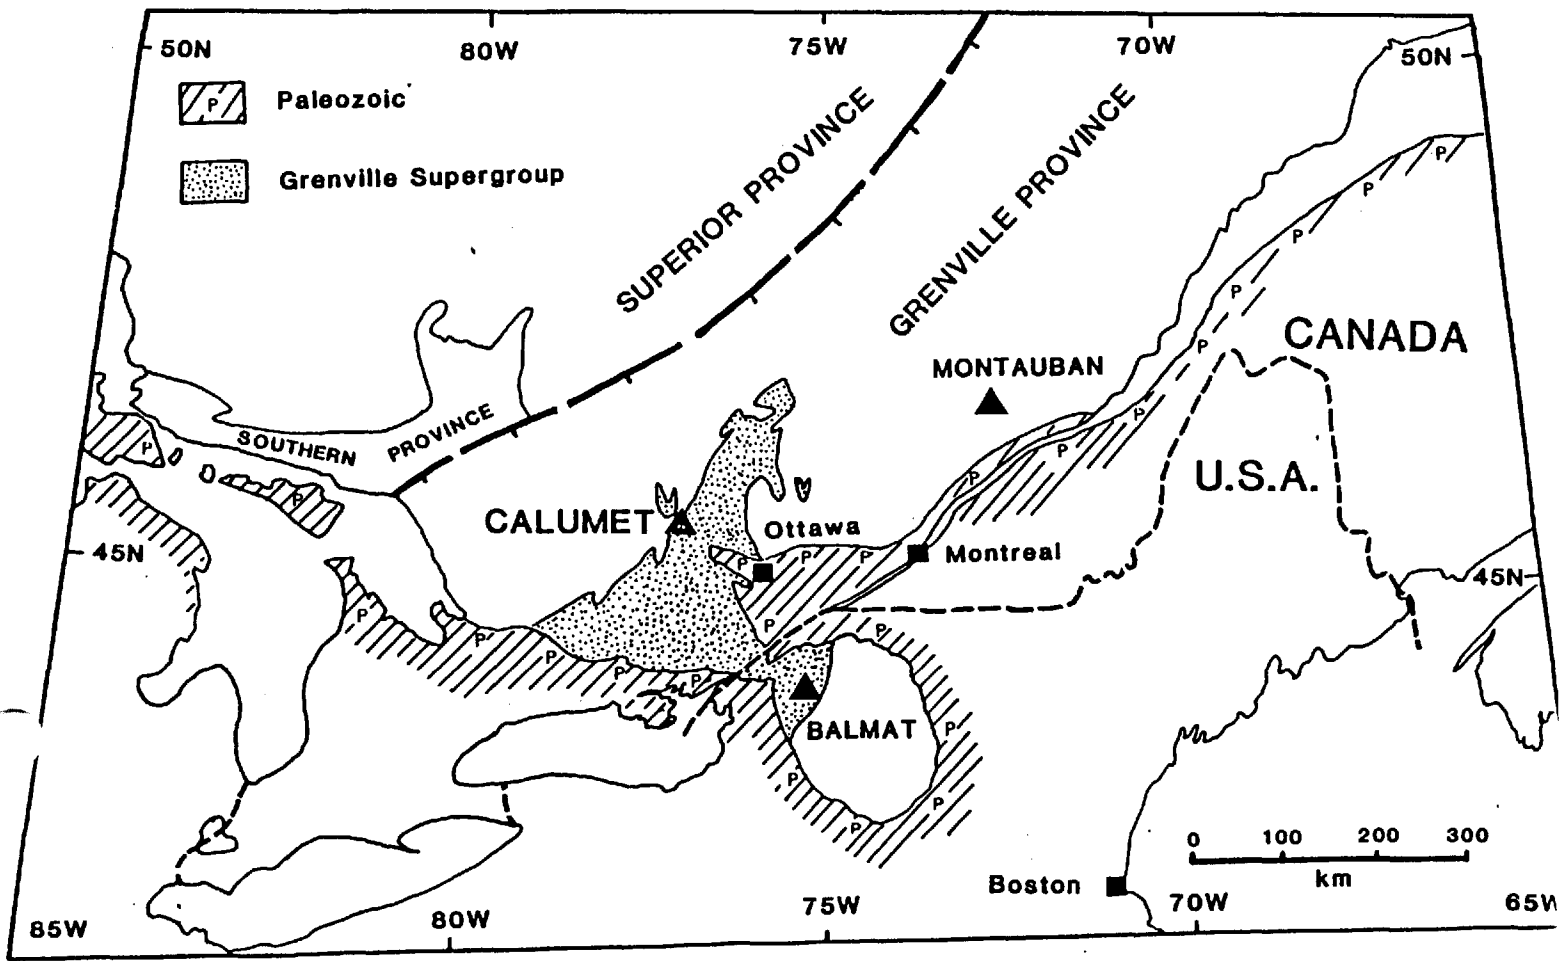 50N
80W
75W
70W
50N
P
Paleozoic
Grenville Supergroup
SUPERIOR PROVINCE
GRENVILLE PROVINCE
P
P
P
P
P
CANADA
MONTAUBAN
SOUTHERN PROVINCE
P
P
P
P
P
P
CALUMET
Ottawa
P
P
P
Montreal
U.S.A.
45N
45N
P
P
P
P
P
P
P
P
BALMAT
P
P
P
P
0 100 200 300
km
Boston
85W
80W
75W
70W
65W